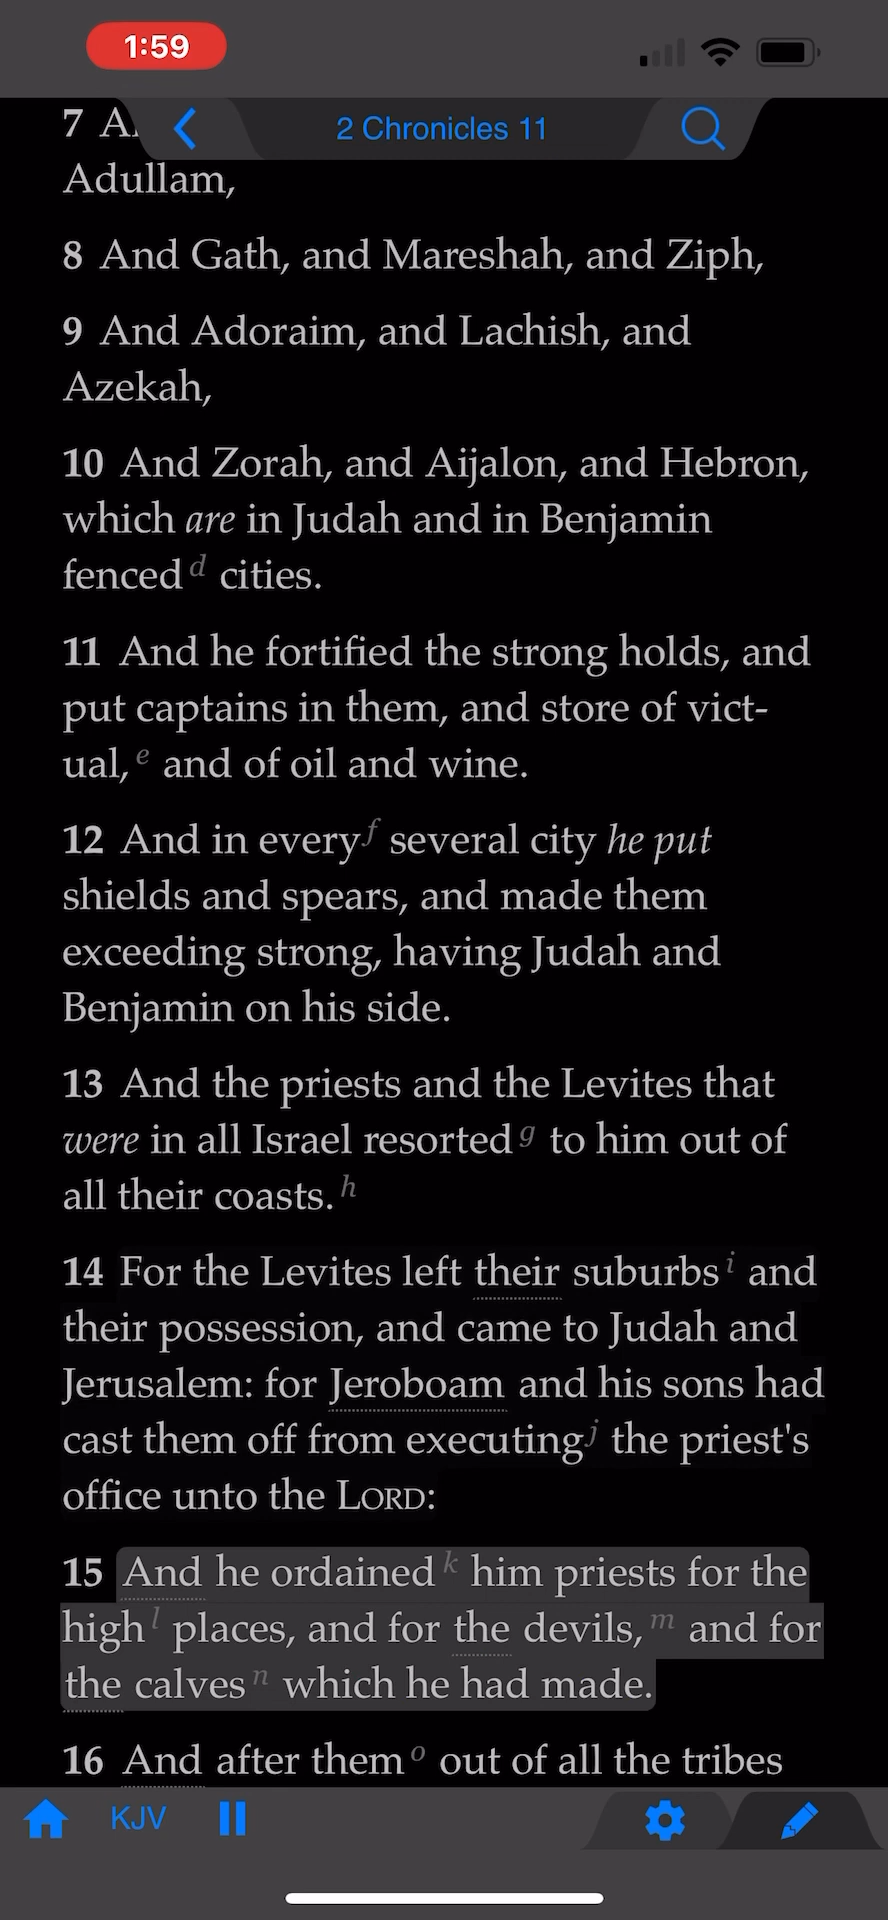 1:59
2 Chronicles 11
7 A
Adullam,
8 And Gath, and Mareshah, and Ziph,
9 And Adoraim, and Lachish, and
Azekah,
10 And Zorah, and Aijalon, and Hebron,
which are in Judah and in Benjamin
fenced d cities.
11 And he fortified the strong holds, and
put captains in them, and store of vict-
ual, e and of oil and wine.
12 And in every f several city he put
shields and spears, and made them
exceeding strong, having Judah and
Benjamin on his side.
13 And the priests and the Levites that
were in all Israel resorted g to him out of
all their coasts. h
14 For the Levites left their suburbs i and
their possession, and came to Judah and
Jerusalem: for Jeroboam and his sons had
cast them off from executing j the priest's
office unto the LORD:
15 And he ordained k him priests for the
high l places, and for the devils, m and for
the calves n which he had made.
16 And after them o out of all the tribes
KJV